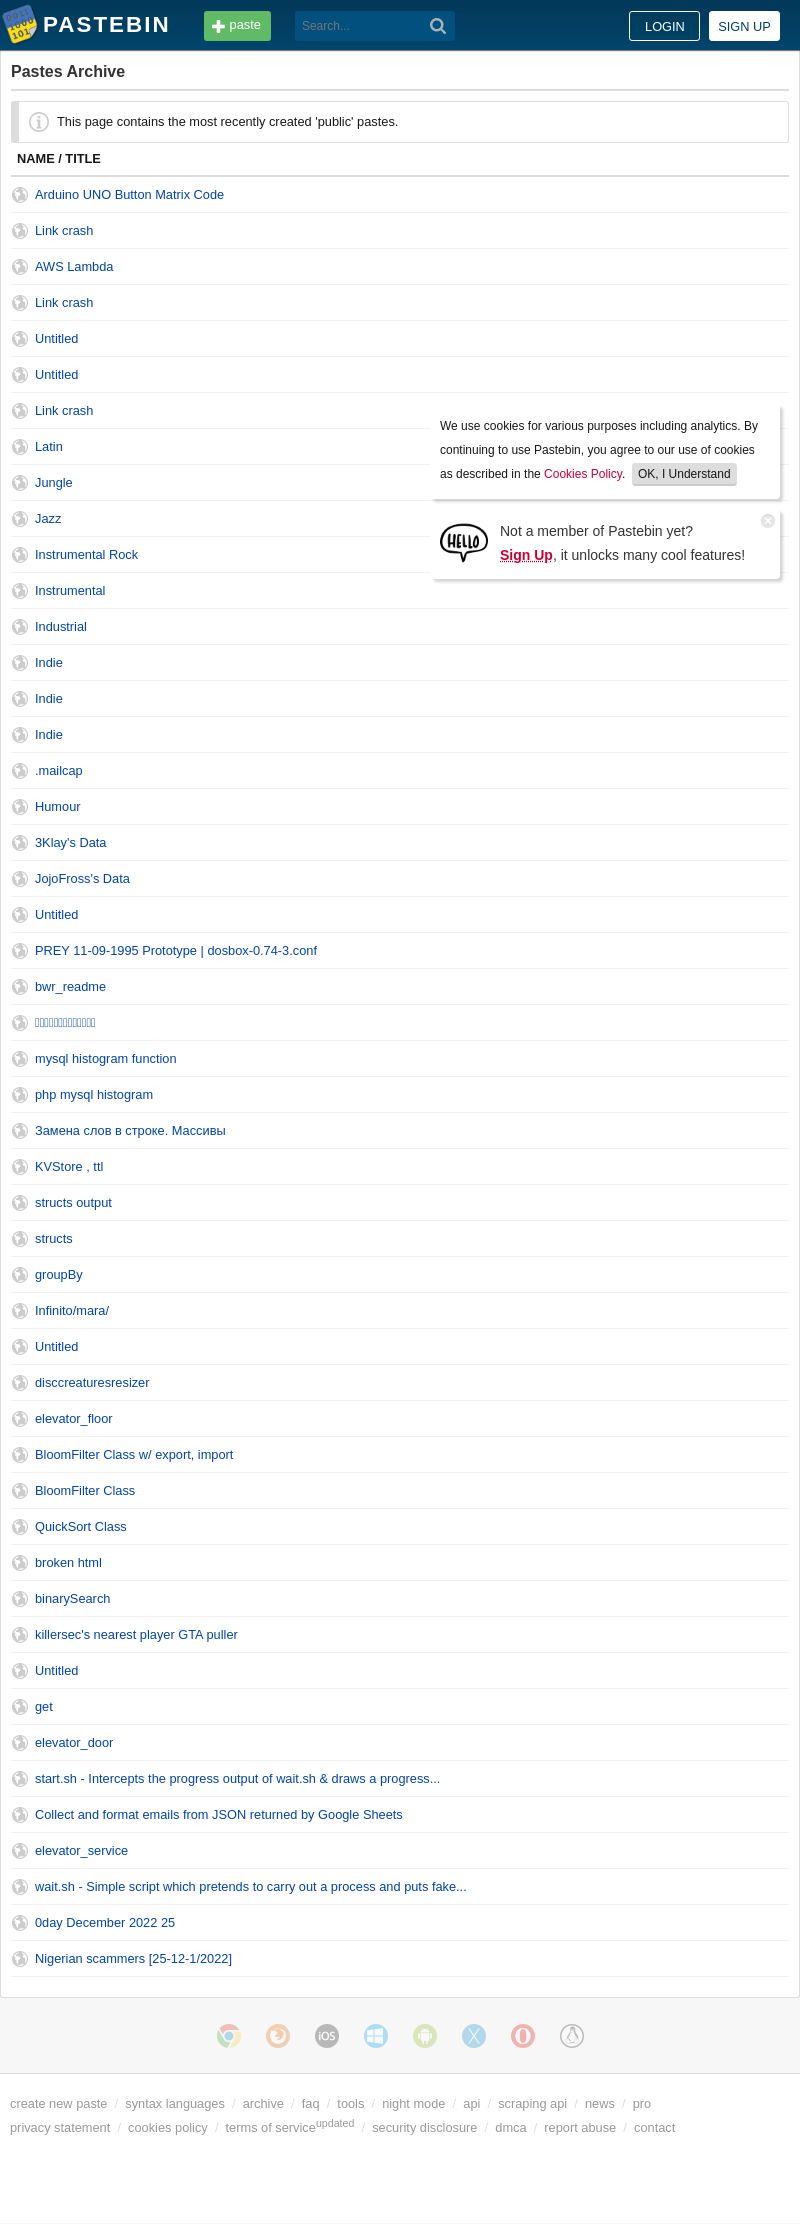 PASTEBIN
paste
Search...
LOGIN
SIGN UP
Pastes Archive
This page contains the most recently created 'public' pastes.
NAME / TITLE
Arduino UNO Button Matrix Code
Link crash
AWS Lambda
Link crash
Untitled
Untitled
Link crash
We use cookies for various purposes including analytics. By
continuing to use Pastebin, you agree to our use of cookies
as described in the Cookies Policy. OK, I Understand
Latin
Jungle
Jazz
HELLO
Not a member of Pastebin yet?
Sign Up, it unlocks many cool features!
Instrumental Rock
Instrumental
Industrial
Indie
Indie
Indie
.mailcap
Humour
3Klay's Data
JojoFross's Data
Untitled
PREY 11-09-1995 Prototype | dosbox-0.74-3.conf
bwr_readme
mysql histogram function
php mysql histogram
Замена слов в строке. Массивы
KVStore , ttl
structs output
structs
groupBy
Infinito/mara/
Untitled
disccreaturesresizer
elevator_floor
BloomFilter Class w/ export, import
BloomFilter Class
QuickSort Class
broken html
binarySearch
killersec's nearest player GTA puller
Untitled
get
elevator_door
start.sh - Intercepts the progress output of wait.sh & draws a progress...
Collect and format emails from JSON returned by Google Sheets
elevator_service
wait.sh - Simple script which pretends to carry out a process and puts fake...
0day December 2022 25
Nigerian scammers [25-12-1/2022]
iOS
create new paste / syntax languages / archive / faq / tools / night mode / api / scraping api / news / pro
privacy statement / cookies policy / terms of service updated / security disclosure / dmca / report abuse / contact